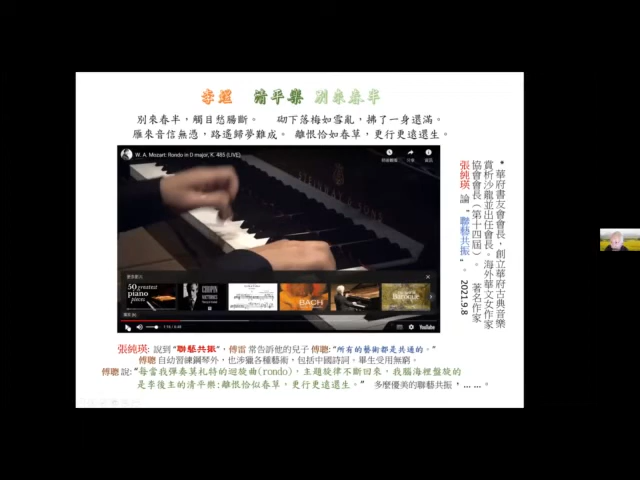 李煜 清平樂 別來春半
別來春半，觸目愁腸斷。 砌下落梅如雪亂，拂了一身還滿。
雁來音信無憑，路遙歸夢難成。 離恨恰如春草，更行更遠還生。
W. A. Mozart: Rondo in D major, K. 485 (LIVE)
分享
50 greatest piano pieces
CHOPIN
BACH
Baroque
YouTube
• 華府書友會會長，創立華府古典音樂
賞析沙龍並出任會長。海外華文女作家
協會會長（第十四屆）。 著名作家
張純瑛 論 "聯藝共振"。 2021.9.8
張純瑛: 說到 "聯藝共振"，傅雷 常告訴他的兒子 傅聰: "所有的藝術都是共通的。"
傅聰 自幼習練鋼琴外，也涉獵各種藝術，包括中國詩詞，畢生受用無窮。
傅聰 說: "每當我彈奏莫札特的迴旋曲(rondo)，主題旋律不斷回來，我腦海裡盤旋的
是李後主的清平樂:離恨恰似春草，更行更遠還生。" 多麼優美的聯藝共振，... ...。